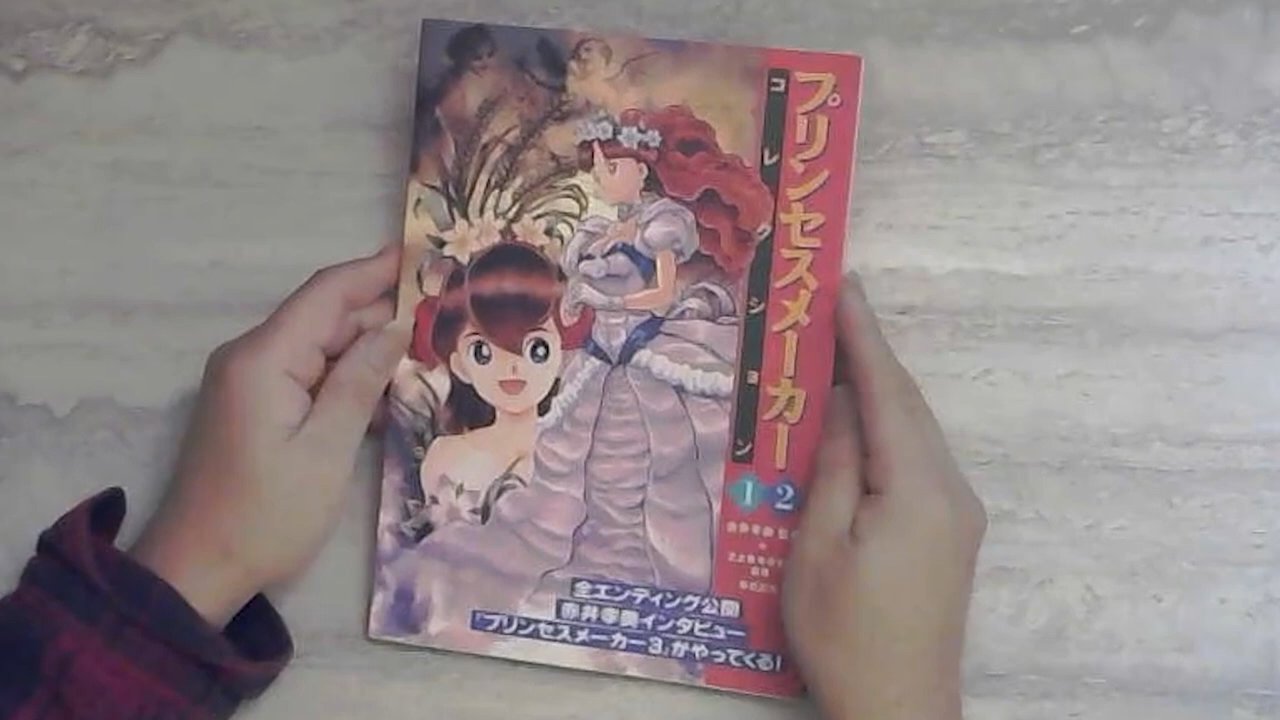 プリンセスメーカー
コレクション
1・2
全エンディング公開
赤井孝美インタビュー
『プリンセスメーカー3』がやってくる!